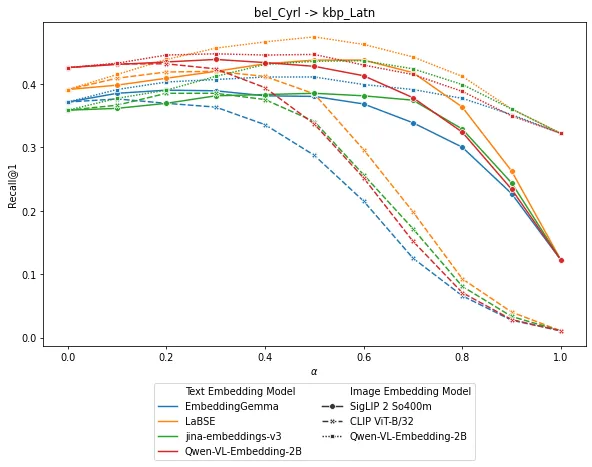 bel_Cyrl -> kbp_Latn
Recall@1
0.4
0.3
0.2
0.1
0.0
0.0 0.2 0.4 0.6 0.8 1.0
α
Text Embedding Model
EmbeddingGemma
LaBSE
jina-embeddings-v3
Qwen-VL-Embedding-2B
Image Embedding Model
SigLIP 2 So400m
CLIP ViT-B/32
Qwen-VL-Embedding-2B